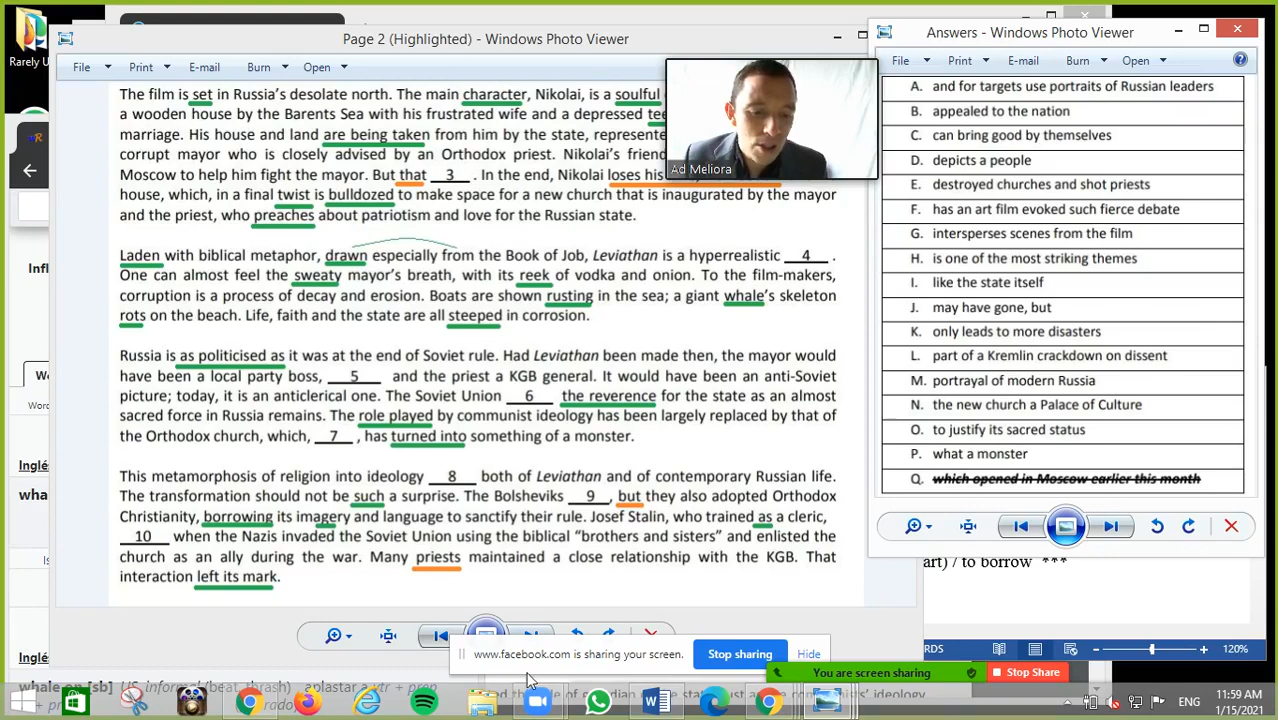 Rarely U
Page 2 (Highlighted) - Windows Photo Viewer
File Print E-mail Burn Open
The film is set in Russia's desolate north. The main character, Nikolai, is a soulful
a wooden house by the Barents Sea with his frustrated wife and a depressed
marriage. His house and land are being taken from him by the state, represente
corrupt mayor who is closely advised by an Orthodox priest. Nikolai's friend
Moscow to help him fight the mayor. But that 3 . In the end, Nikolai loses his
house, which, in a final twist is bulldozed to make space for a new church that is inaugurated by the mayor
and the priest, who preaches about patriotism and love for the Russian state.
Laden with biblical metaphor, drawn especially from the Book of Job, Leviathan is a hyperrealistic 4 .
One can almost feel the sweaty mayor's breath, with its reek of vodka and onion. To the film-makers,
corruption is a process of decay and erosion. Boats are shown rusting in the sea; a giant whale's skeleton
rots on the beach. Life, faith and the state are all steeped in corrosion.
Russia is as politicised as it was at the end of Soviet rule. Had Leviathan been made then, the mayor would
have been a local party boss, 5 and the priest a KGB general. It would have been an anti-Soviet
picture; today, it is an anticlerical one. The Soviet Union 6 the reverence for the state as an almost
sacred force in Russia remains. The role played by communist ideology has been largely replaced by that of
the Orthodox church, which, 7 , has turned into something of a monster.
This metamorphosis of religion into ideology 8 both of Leviathan and of contemporary Russian life.
The transformation should not be such a surprise. The Bolsheviks 9 , but they also adopted Orthodox
Christianity, borrowing its imagery and language to sanctify their rule. Josef Stalin, who trained as a cleric,
10 when the Nazis invaded the Soviet Union using the biblical "brothers and sisters" and enlisted the
church as an ally during the war. Many priests maintained a close relationship with the KGB. That
interaction left its mark.
Ad Meliora
Answers - Windows Photo Viewer
File Print E-mail Burn Open
A. and for targets use portraits of Russian leaders
B. appealed to the nation
C. can bring good by themselves
D. depicts a people
E. destroyed churches and shot priests
F. has an art film evoked such fierce debate
G. intersperses scenes from the film
H. is one of the most striking themes
I. like the state itself
J. may have gone, but
K. only leads to more disasters
L. part of a Kremlin crackdown on dissent
M. portrayal of modern Russia
N. the new church a Palace of Culture
O. to justify its sacred status
P. what a monster
Q. which opened in Moscow earlier this month
art) / to borrow ***
RDS 120%
Infl
Wo
Word
Inglé
wha
Inglé
whale on [sb] informal (beat, thrash) aplastar a vtr + prep
www.facebook.com is sharing your screen. Stop sharing Hide
You are screen sharing Stop Share
ENG
11:59 AM
1/15/2021